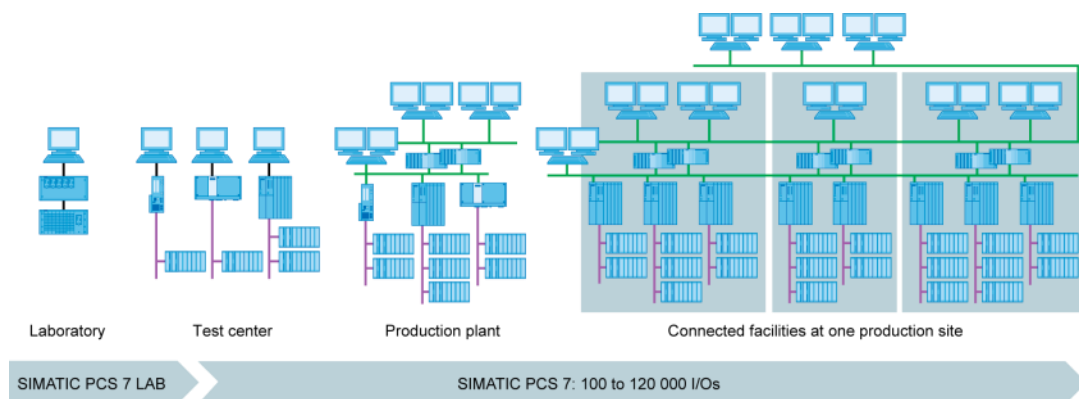 Laboratory
Test center
Production plant
Connected facilities at one production site
SIMATIC PCS 7 LAB
SIMATIC PCS 7: 100 to 120 000 I/Os